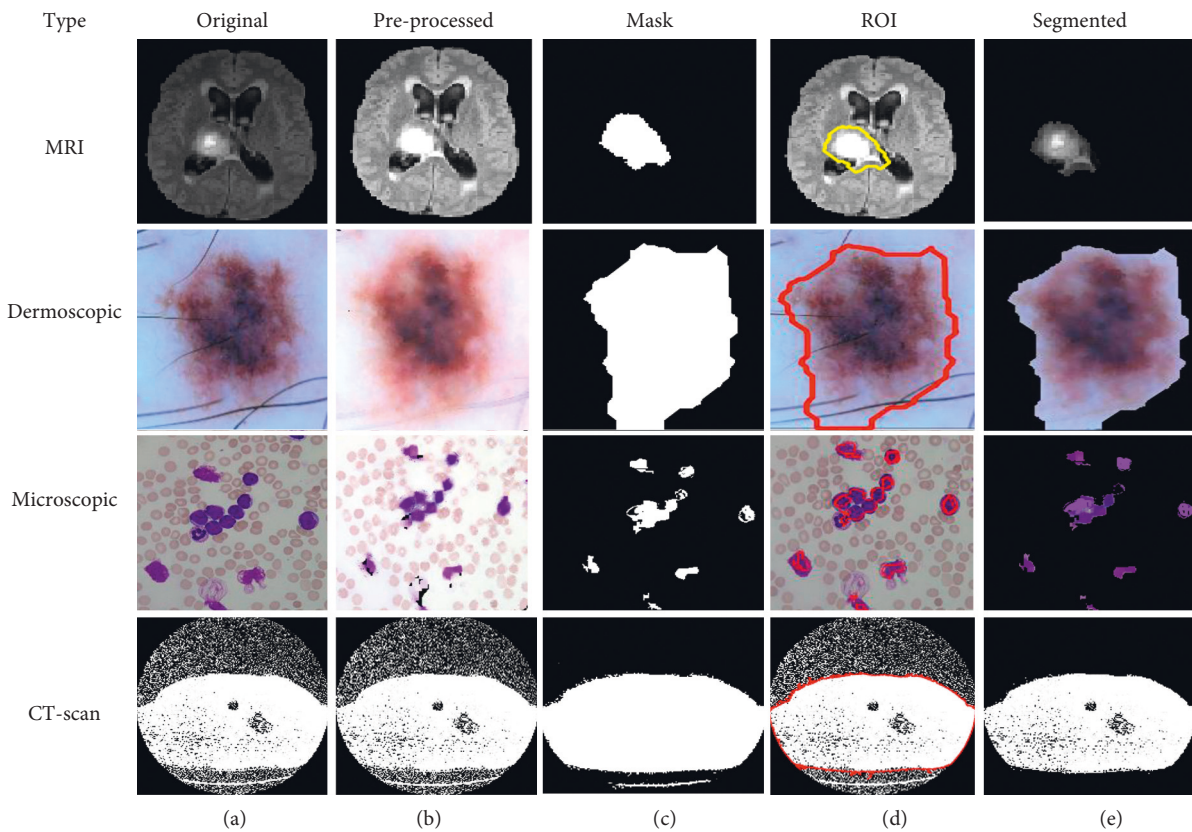 Type Original Pre-processed Mask ROI Segmented
MRI
Dermoscopic
Microscopic
CT-scan
(a) (b) (c) (d) (e)